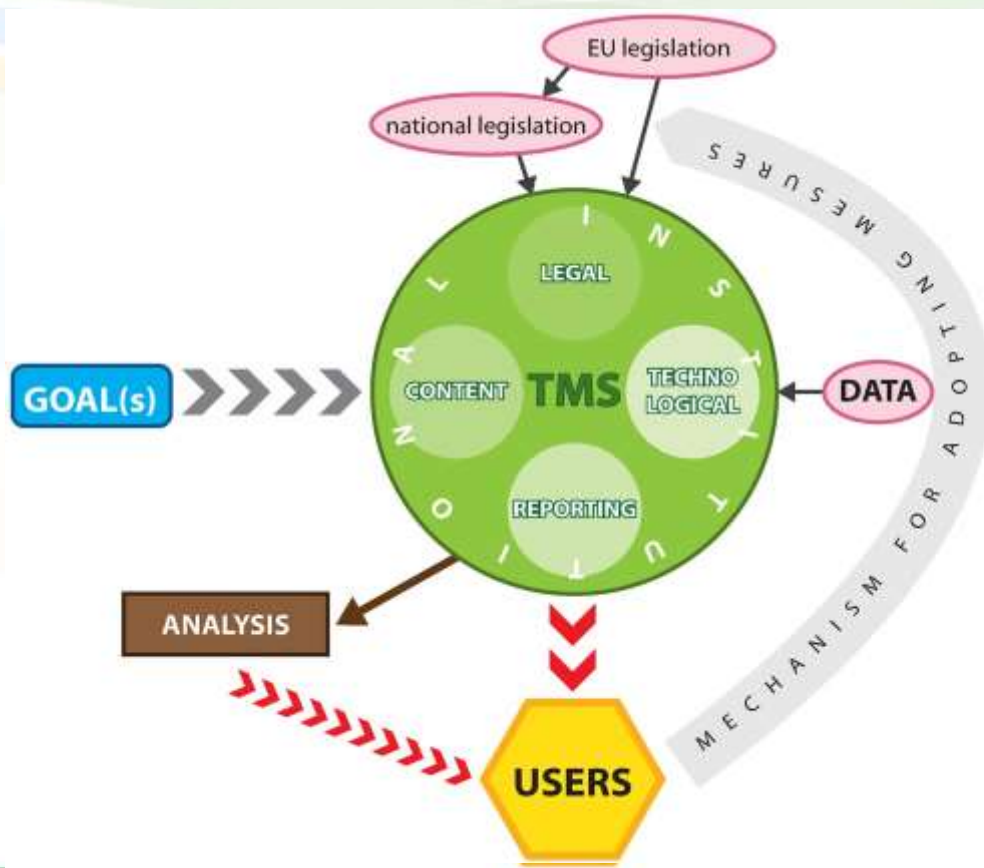 EU legislation
national legislation
INSTITUTIONAL
LEGAL
CONTENT
TMS
TECHNO
LOGICAL
REPORTING
GOAL(s)
DATA
ANALYSIS
USERS
MECHANISM FOR ADOPTING MESURES